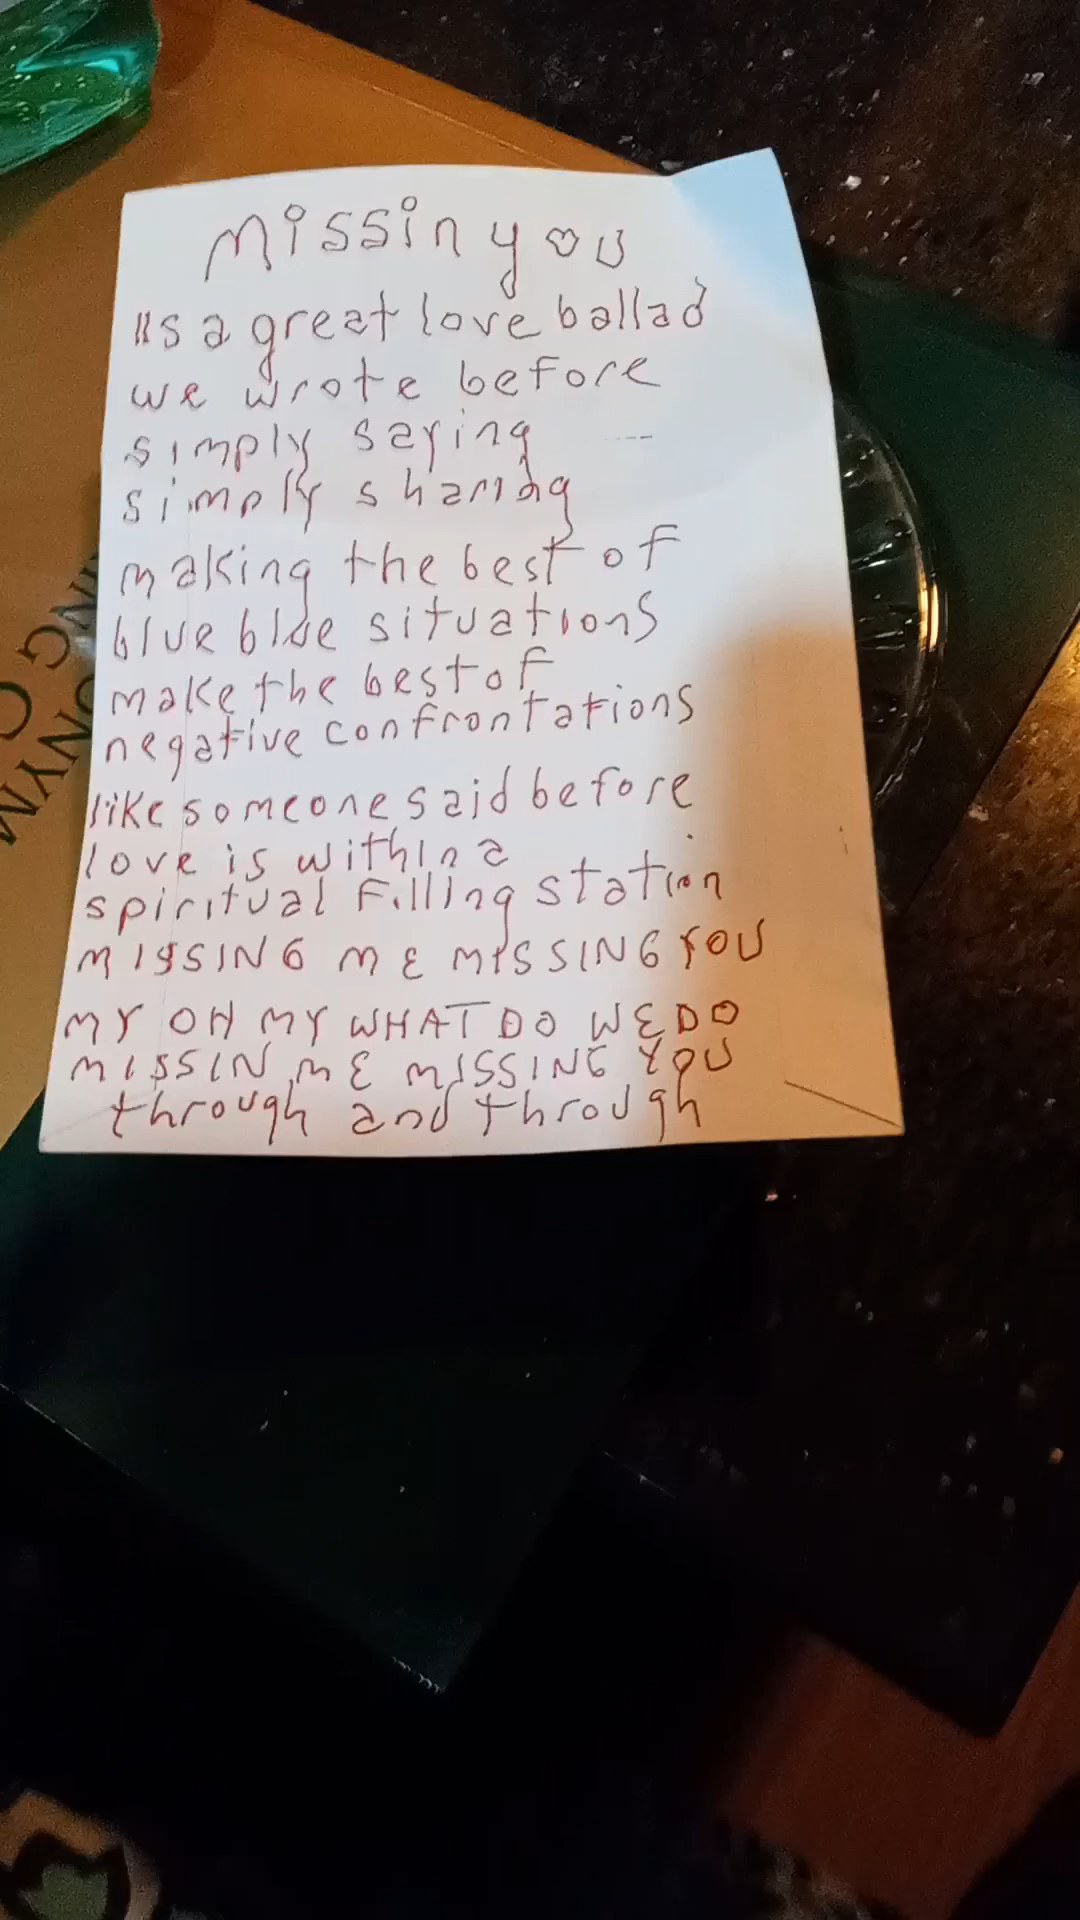 Missin you
is a great love ballad
we wrote before
simply saying
simply sharing
making the best of
blue blue situations
make the best of
negative confrontations
like someone said before
love is within a
spiritual filling station
MISSING ME MISSING YOU
MY OH MY WHAT DO WE DO
MISSIN ME MISSING YOU
through and through